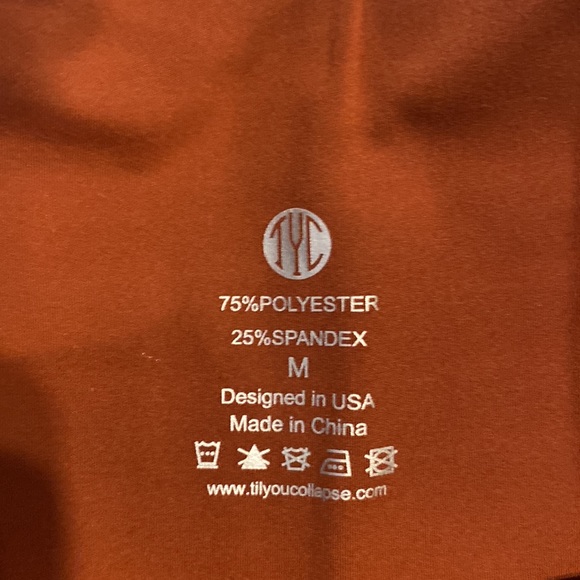 TYC
75%POLYESTER
25%SPANDEX
M
Designed in USA
Made in China
www.tilyoucollapse.com